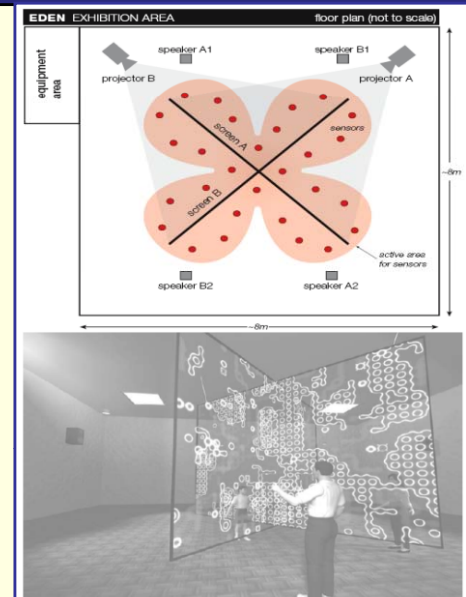 EDEN EXHIBITION AREA floor plan (not to scale)
equipment
area
speaker A1 speaker B1
projector B projector A
screen A
sensors
screen B
~8m
active area
for sensors
speaker B2 speaker A2
~8m